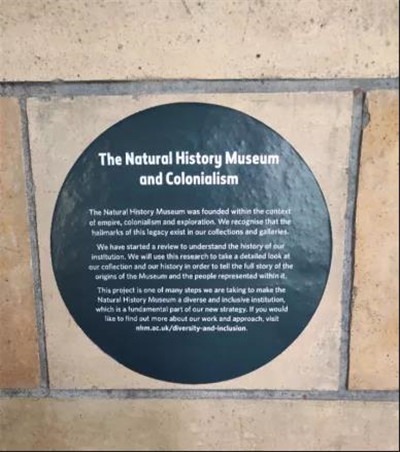 The Natural History Museum
and Colonialism
The Natural History Museum was founded within the context
of empire, colonialism and exploration. We recognise that the
hallmarks of this legacy exist in our collections and galleries.
We have started a review to understand the history of our
institution. We will use this research to take a detailed look at
our collection and our history in order to tell the full story of the
origins of the Museum and the people represented within it.
This project is one of many steps we are taking to make the
Natural History Museum a diverse and inclusive institution,
which is a fundamental part of our new strategy. If you would
like to find out more about our work and approach, visit
nhm.ac.uk/diversity-and-inclusion.